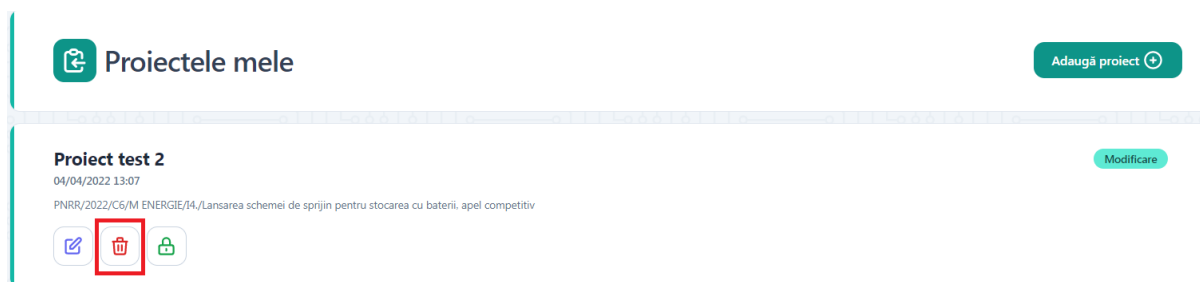 Proiectele mele
Adaugă proiect
Proiect test 2
Modificare
04/04/2022 13:07
PNRR/2022/C6/M ENERGIE/I4,/Lansarea schemei de sprijin pentru stocarea cu baterii, apel competitiv